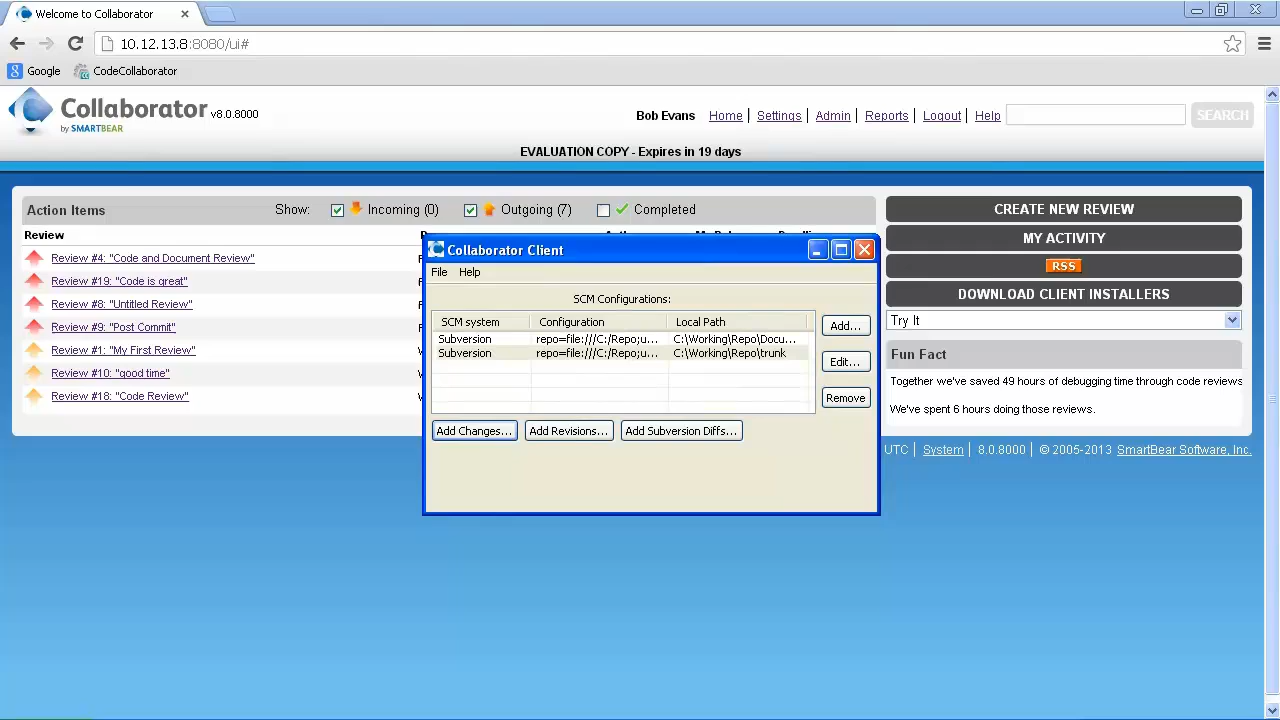 Welcome to Collaborator
10.12.13.8:8080/ui#
Google CodeCollaborator
Collaborator v8.0.8000
by SMARTBEAR
Bob Evans Home Settings Admin Reports Logout Help SEARCH
EVALUATION COPY - Expires in 19 days
Action Items Show: Incoming (0) Outgoing (7) Completed
Review
Review #4: "Code and Document Review"
Review #19: "Code is great"
Review #8: "Untitled Review"
Review #9: "Post Commit"
Review #1: "My First Review"
Review #10: "good time"
Review #18: "Code Review"
Collaborator Client
File Help
SCM Configurations:
SCM system Configuration Local Path
Subversion repo=file:///C:/Repo;u... C:\Working\Repo\Docu...
Subversion repo=file:///C:/Repo;u... C:\Working\Repo\trunk
Add...
Edit...
Remove
Add Changes... Add Revisions... Add Subversion Diffs...
CREATE NEW REVIEW
MY ACTIVITY
RSS
DOWNLOAD CLIENT INSTALLERS
Try It
Fun Fact
Together we've saved 49 hours of debugging time through code reviews
We've spent 6 hours doing those reviews.
UTC System 8.0.8000 © 2005-2013 SmartBear Software, Inc.